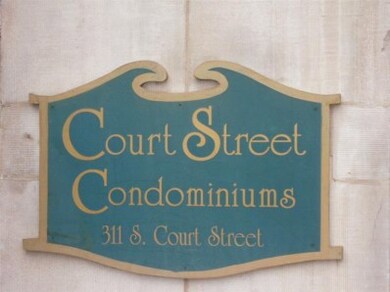 Court Street
Condominiums
311 S. Court Street